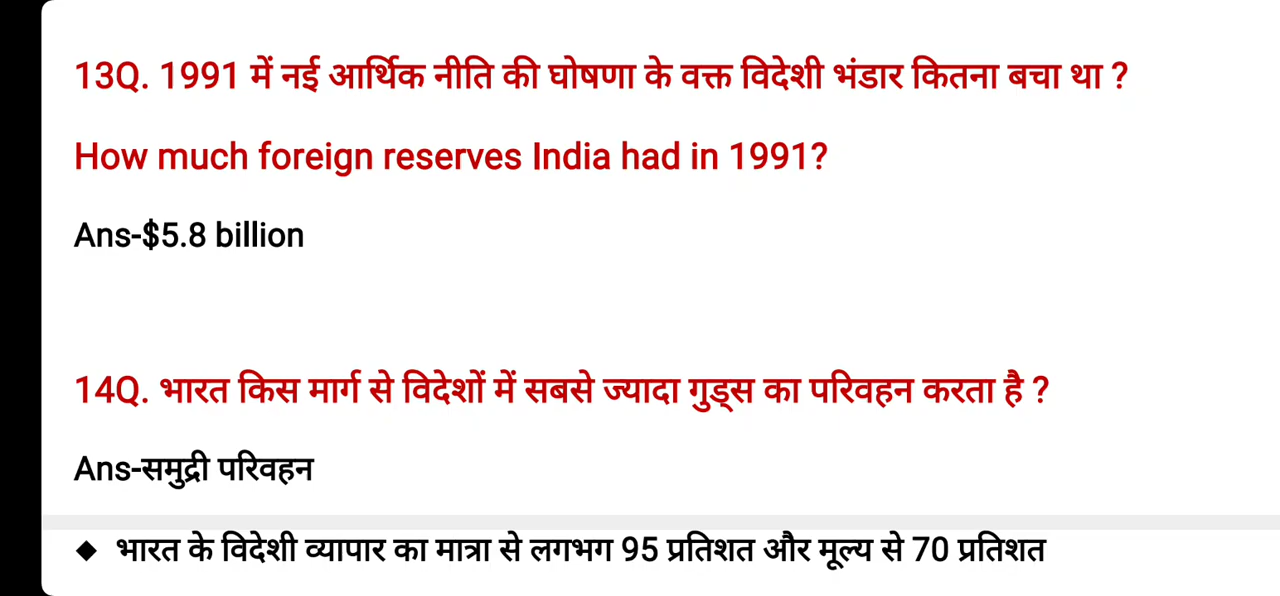 13Q. 1991 में नई आर्थिक नीति की घोषणा के वक्त विदेशी भंडार कितना बचा था ?
How much foreign reserves India had in 1991?
Ans-$5.8 billion
14Q. भारत किस मार्ग से विदेशों में सबसे ज्यादा गुड्स का परिवहन करता है ?
Ans-समुद्री परिवहन
◆ भारत के विदेशी व्यापार का मात्रा से लगभग 95 प्रतिशत और मूल्य से 70 प्रतिशत